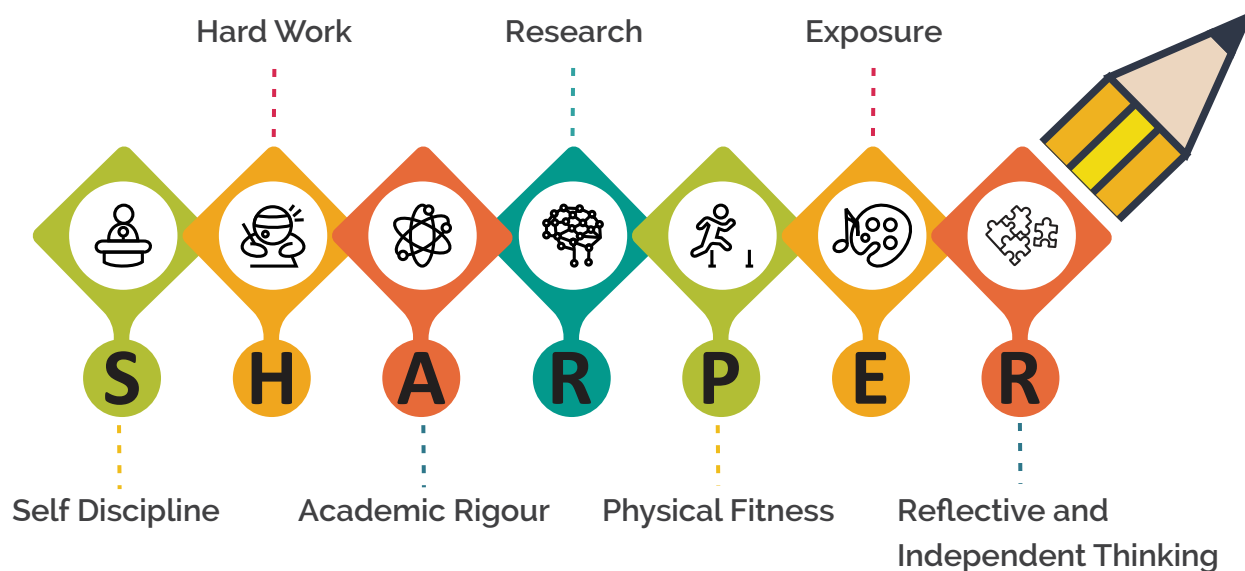 Hard Work
Research
Exposure
S H A R P E R
Self Discipline
Academic Rigour
Physical Fitness
Reflective and
Independent Thinking